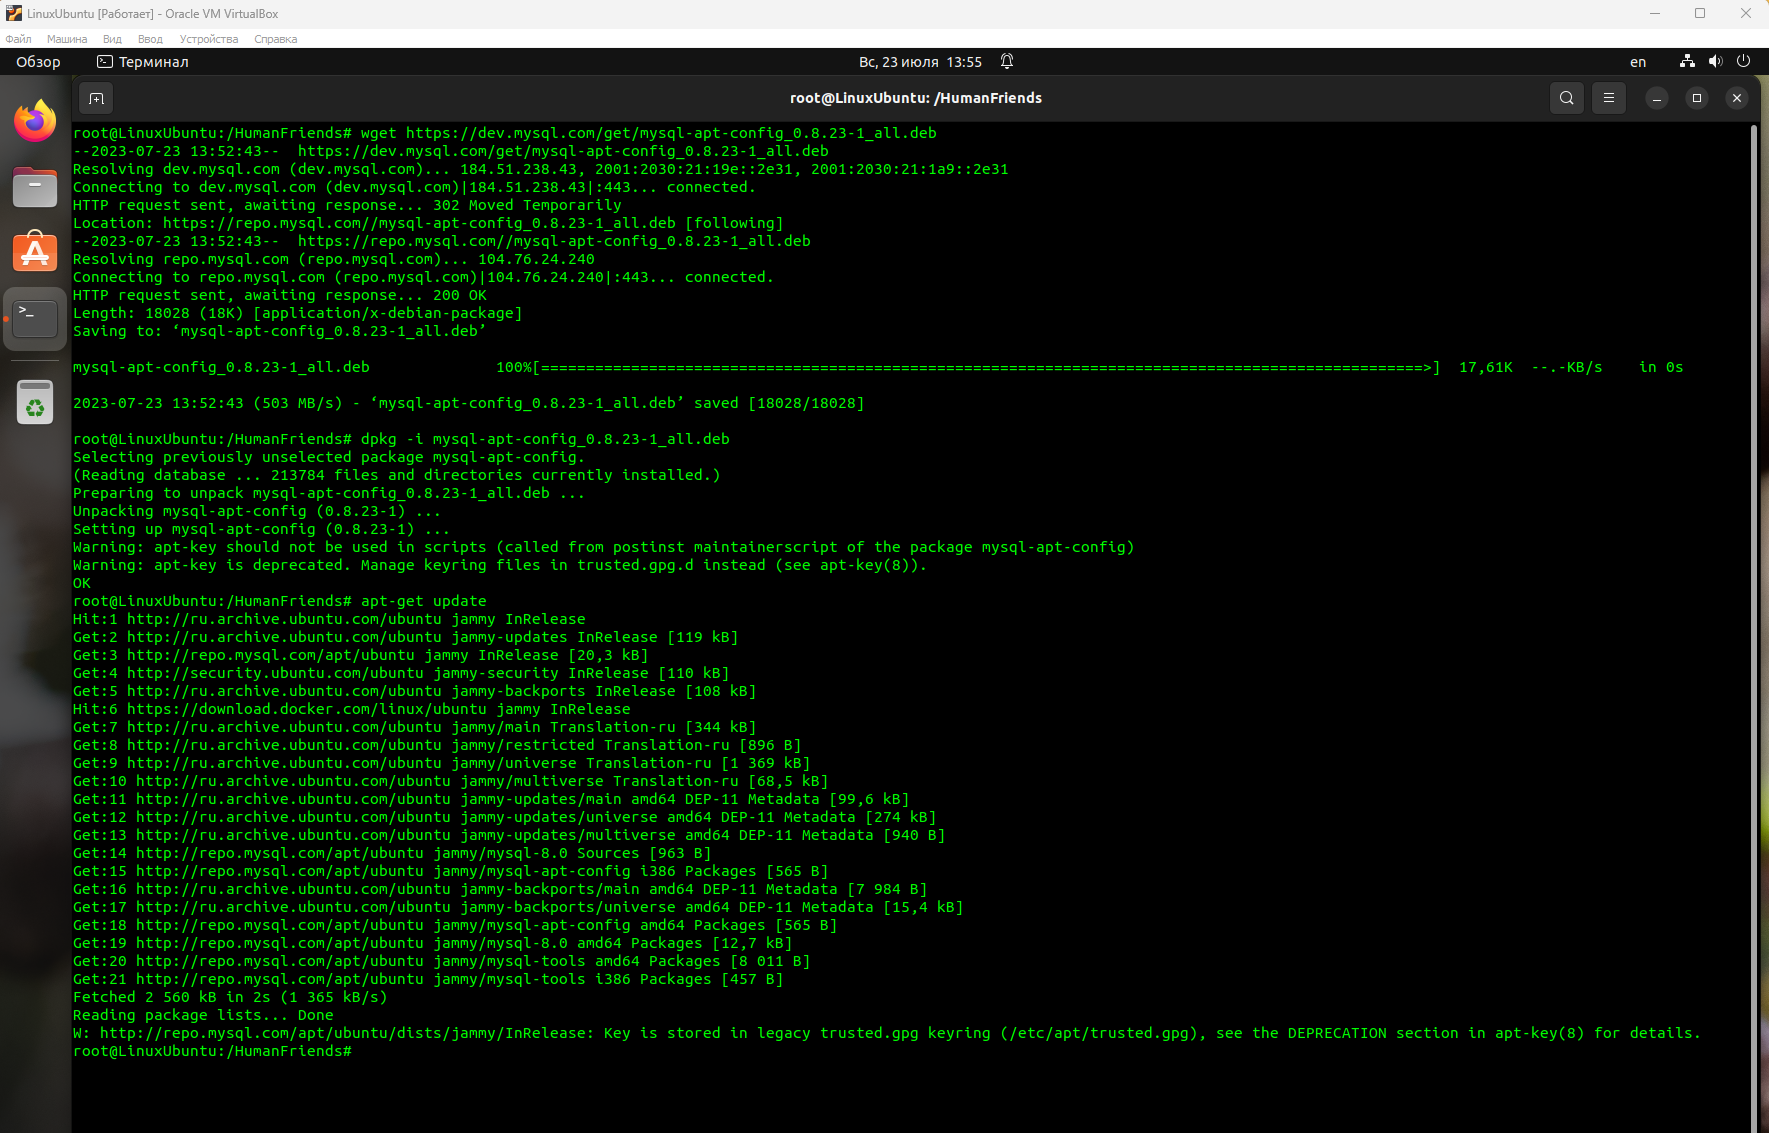 LinuxUbuntu [Работает] - Oracle VM VirtualBox
Файл Машина Вид Ввод Устройства Справка
Обзор Терминал Вс, 23 июля 13:55 en
root@LinuxUbuntu: /HumanFriends
root@LinuxUbuntu:/HumanFriends# wget https://dev.mysql.com/get/mysql-apt-config_0.8.23-1_all.deb
--2023-07-23 13:52:43--  https://dev.mysql.com/get/mysql-apt-config_0.8.23-1_all.deb
Resolving dev.mysql.com (dev.mysql.com)... 184.51.238.43, 2001:2030:21:19e::2e31, 2001:2030:21:1a9::2e31
Connecting to dev.mysql.com (dev.mysql.com)|184.51.238.43|:443... connected.
HTTP request sent, awaiting response... 302 Moved Temporarily
Location: https://repo.mysql.com//mysql-apt-config_0.8.23-1_all.deb [following]
--2023-07-23 13:52:43--  https://repo.mysql.com//mysql-apt-config_0.8.23-1_all.deb
Resolving repo.mysql.com (repo.mysql.com)... 104.76.24.240
Connecting to repo.mysql.com (repo.mysql.com)|104.76.24.240|:443... connected.
HTTP request sent, awaiting response... 200 OK
Length: 18028 (18K) [application/x-debian-package]
Saving to: ‘mysql-apt-config_0.8.23-1_all.deb’
mysql-apt-config_0.8.23-1_all.deb 100%[==================================================================================================>] 17,61K --.-KB/s in 0s
2023-07-23 13:52:43 (503 MB/s) - ‘mysql-apt-config_0.8.23-1_all.deb’ saved [18028/18028]
root@LinuxUbuntu:/HumanFriends# dpkg -i mysql-apt-config_0.8.23-1_all.deb
Selecting previously unselected package mysql-apt-config.
(Reading database ... 213784 files and directories currently installed.)
Preparing to unpack mysql-apt-config_0.8.23-1_all.deb ...
Unpacking mysql-apt-config (0.8.23-1) ...
Setting up mysql-apt-config (0.8.23-1) ...
Warning: apt-key should not be used in scripts (called from postinst maintainerscript of the package mysql-apt-config)
Warning: apt-key is deprecated. Manage keyring files in trusted.gpg.d instead (see apt-key(8)).
OK
root@LinuxUbuntu:/HumanFriends# apt-get update
Hit:1 http://ru.archive.ubuntu.com/ubuntu jammy InRelease
Get:2 http://ru.archive.ubuntu.com/ubuntu jammy-updates InRelease [119 kB]
Get:3 http://repo.mysql.com/apt/ubuntu jammy InRelease [20,3 kB]
Get:4 http://security.ubuntu.com/ubuntu jammy-security InRelease [110 kB]
Get:5 http://ru.archive.ubuntu.com/ubuntu jammy-backports InRelease [108 kB]
Hit:6 https://download.docker.com/linux/ubuntu jammy InRelease
Get:7 http://ru.archive.ubuntu.com/ubuntu jammy/main Translation-ru [344 kB]
Get:8 http://ru.archive.ubuntu.com/ubuntu jammy/restricted Translation-ru [896 B]
Get:9 http://ru.archive.ubuntu.com/ubuntu jammy/universe Translation-ru [1 369 kB]
Get:10 http://ru.archive.ubuntu.com/ubuntu jammy/multiverse Translation-ru [68,5 kB]
Get:11 http://ru.archive.ubuntu.com/ubuntu jammy-updates/main amd64 DEP-11 Metadata [99,6 kB]
Get:12 http://ru.archive.ubuntu.com/ubuntu jammy-updates/universe amd64 DEP-11 Metadata [274 kB]
Get:13 http://ru.archive.ubuntu.com/ubuntu jammy-updates/multiverse amd64 DEP-11 Metadata [940 B]
Get:14 http://repo.mysql.com/apt/ubuntu jammy/mysql-8.0 Sources [963 B]
Get:15 http://repo.mysql.com/apt/ubuntu jammy/mysql-apt-config i386 Packages [565 B]
Get:16 http://ru.archive.ubuntu.com/ubuntu jammy-backports/main amd64 DEP-11 Metadata [7 984 B]
Get:17 http://ru.archive.ubuntu.com/ubuntu jammy-backports/universe amd64 DEP-11 Metadata [15,4 kB]
Get:18 http://repo.mysql.com/apt/ubuntu jammy/mysql-apt-config amd64 Packages [565 B]
Get:19 http://repo.mysql.com/apt/ubuntu jammy/mysql-8.0 amd64 Packages [12,7 kB]
Get:20 http://repo.mysql.com/apt/ubuntu jammy/mysql-tools amd64 Packages [8 011 B]
Get:21 http://repo.mysql.com/apt/ubuntu jammy/mysql-tools i386 Packages [457 B]
Fetched 2 560 kB in 2s (1 365 kB/s)
Reading package lists... Done
W: http://repo.mysql.com/apt/ubuntu/dists/jammy/InRelease: Key is stored in legacy trusted.gpg keyring (/etc/apt/trusted.gpg), see the DEPRECATION section in apt-key(8) for details.
root@LinuxUbuntu:/HumanFriends#